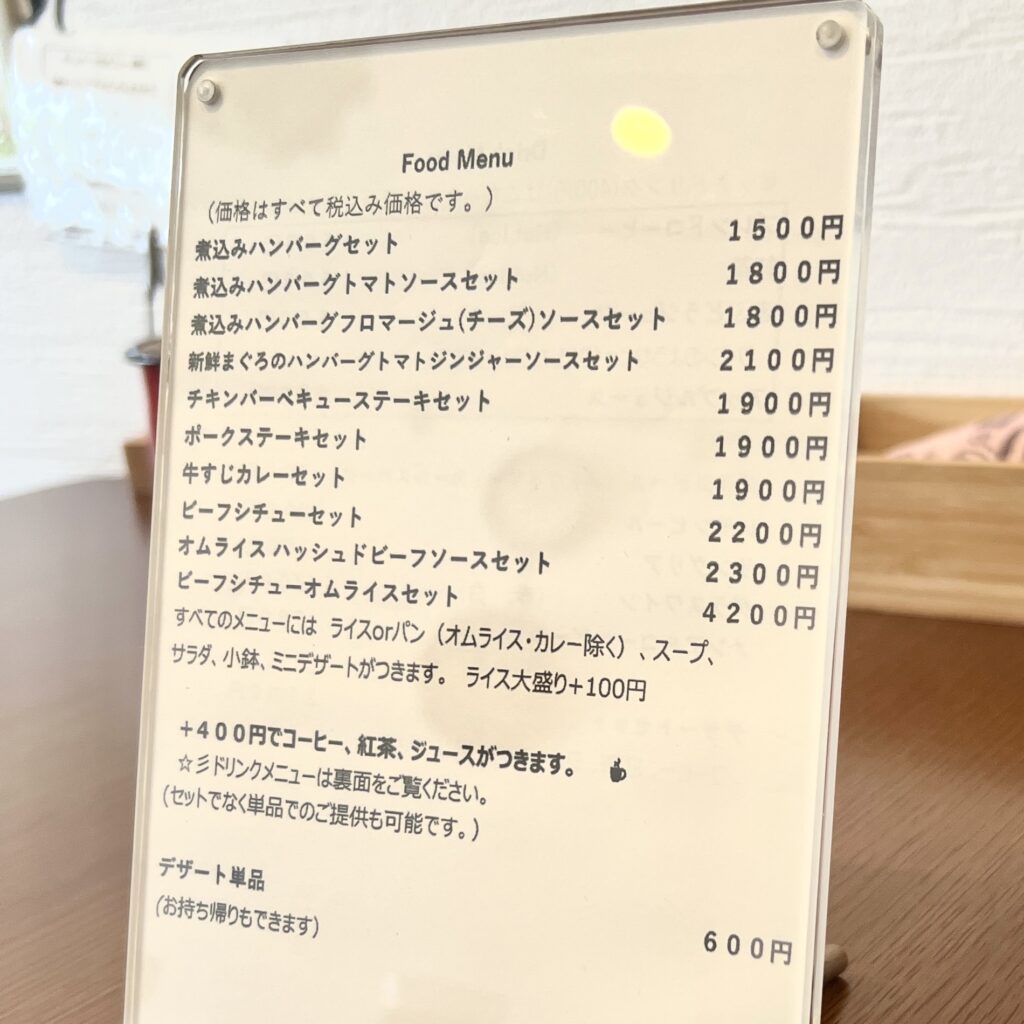 Food Menu
（価格はすべて税込み価格です。）
煮込みハンバーグセット 1500円
煮込みハンバーグトマトソースセット 1800円
煮込みハンバーグフロマージュ(チーズ)ソースセット 1800円
新鮮まぐろのハンバーグトマトジンジャーソースセット 2100円
チキンバーベキューステーキセット 1900円
ポークステーキセット 1900円
牛すじカレーセット 1900円
ビーフシチューセット 2200円
オムライス ハッシュドビーフソースセット 2300円
ビーフシチューオムライスセット 4200円
すべてのメニューには ライスorパン（オムライス・カレー除く）、スープ、
サラダ、小鉢、ミニデザートがつきます。 ライス大盛り+100円
+400円でコーヒー、紅茶、ジュースがつきます。
☆彡ドリンクメニューは裏面をご覧ください。
(セットでなく単品でのご提供も可能です。)
デザート単品
(お持ち帰りもできます)
600円